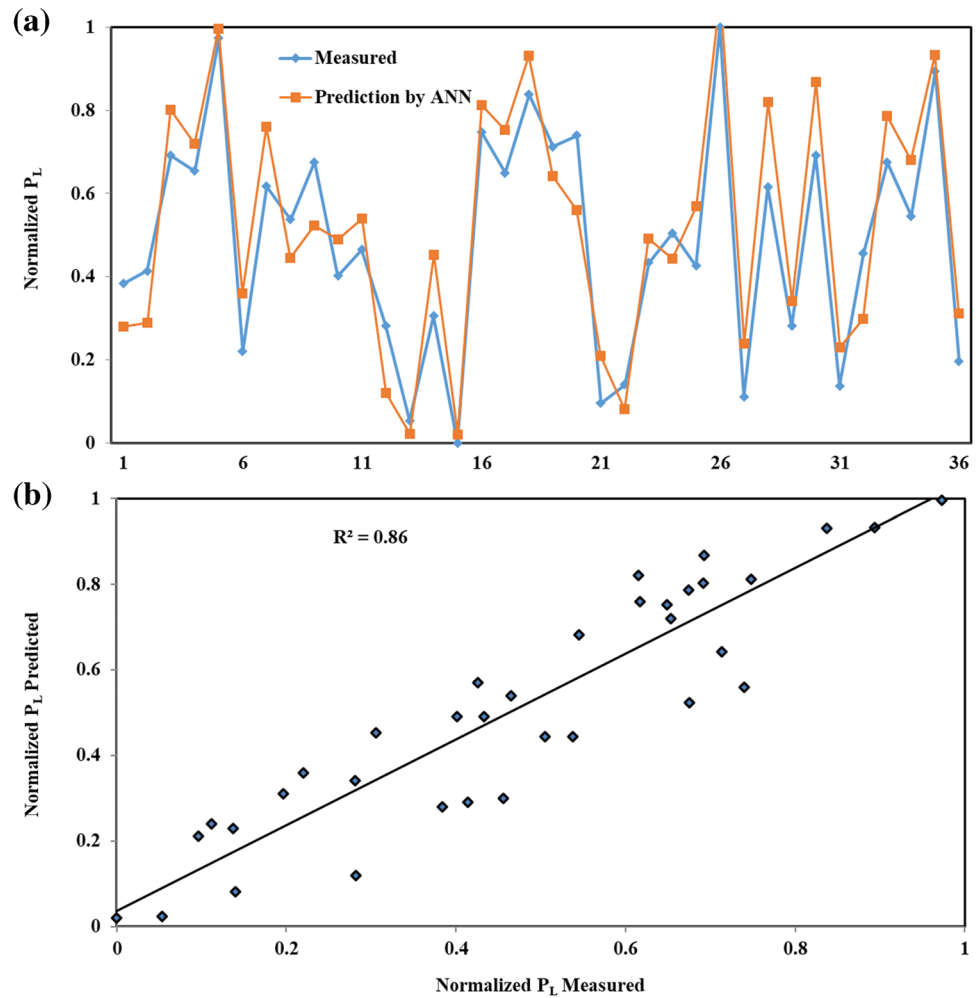 (a)
Measured
Prediction by ANN
Normalized PL
1
0.8
0.6
0.4
0.2
0
1 6 11 16 21 26 31 36
(b)
R² = 0.86
Normalized PL Predicted
1
0.8
0.6
0.4
0.2
0
0 0.2 0.4 0.6 0.8 1
Normalized PL Measured